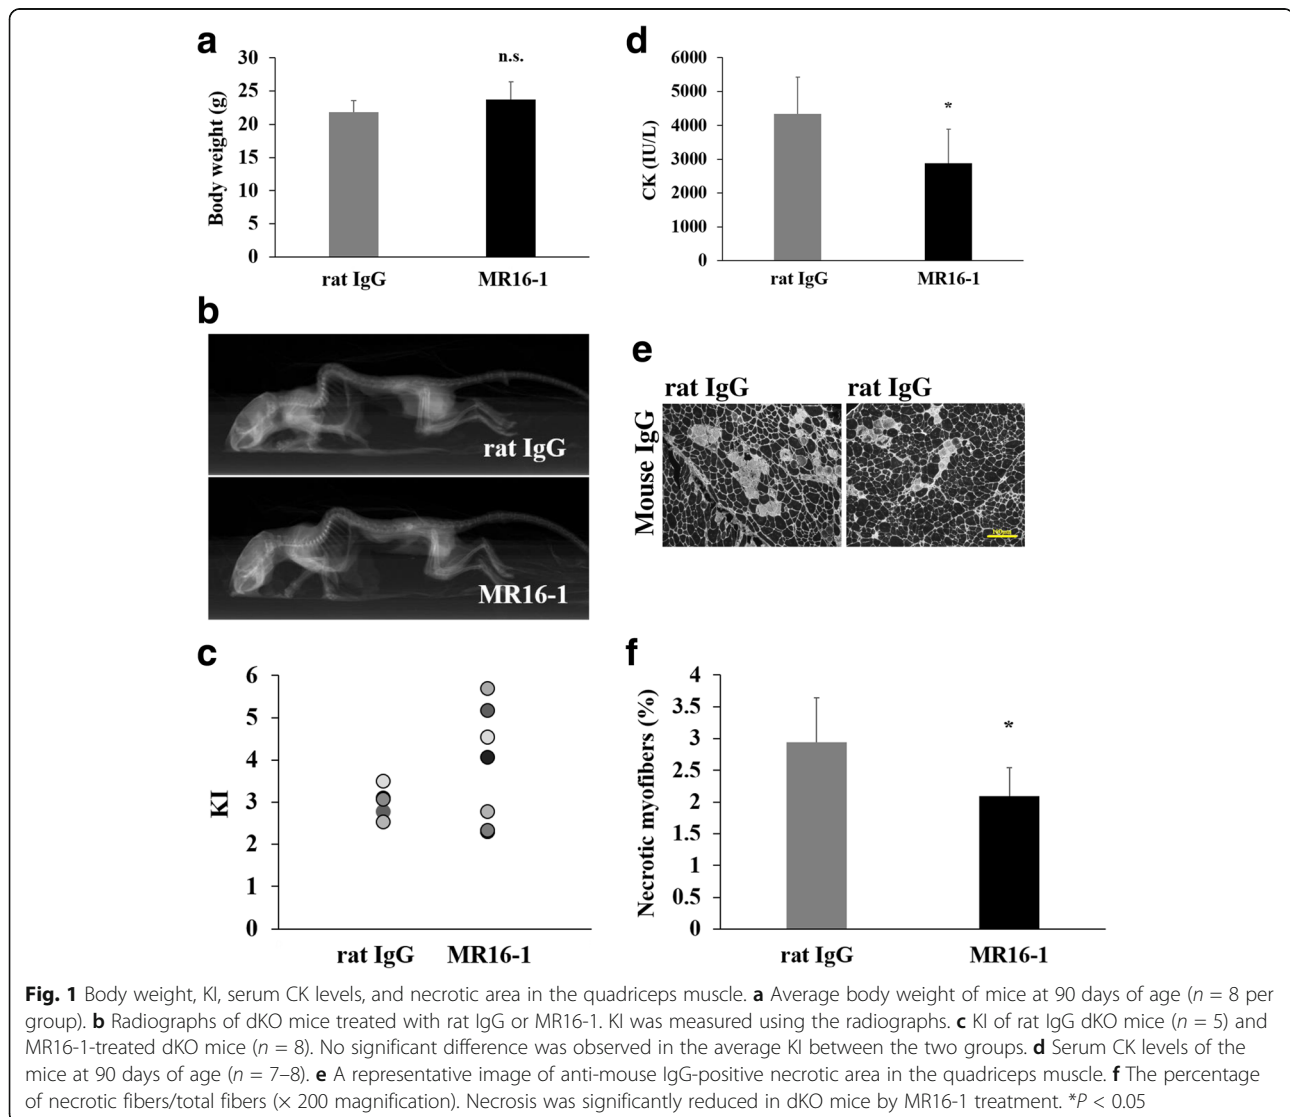 a
30
25
20
15
10
5
0
Body weight (g)
n.s.
rat IgG
MR16-1
b
rat IgG
MR16-1
c
6
5
4
3
2
1
0
KI
rat IgG
MR16-1
d
6000
5000
4000
3000
2000
1000
0
CK (IU/L)
*
rat IgG
MR16-1
e
rat IgG
rat IgG
Mouse IgG
f
4
3.5
3
2.5
2
1.5
1
0.5
0
Necrotic myofibers (%)
*
rat IgG
MR16-1
Fig. 1 Body weight, KI, serum CK levels, and necrotic area in the quadriceps muscle. a Average body weight of mice at 90 days of age (n = 8 per
group). b Radiographs of dKO mice treated with rat IgG or MR16-1. KI was measured using the radiographs. c KI of rat IgG dKO mice (n = 5) and
MR16-1-treated dKO mice (n = 8). No significant difference was observed in the average KI between the two groups. d Serum CK levels of the
mice at 90 days of age (n = 7–8). e A representative image of anti-mouse IgG-positive necrotic area in the quadriceps muscle. f The percentage
of necrotic fibers/total fibers (× 200 magnification). Necrosis was significantly reduced in dKO mice by MR16-1 treatment. *P < 0.05